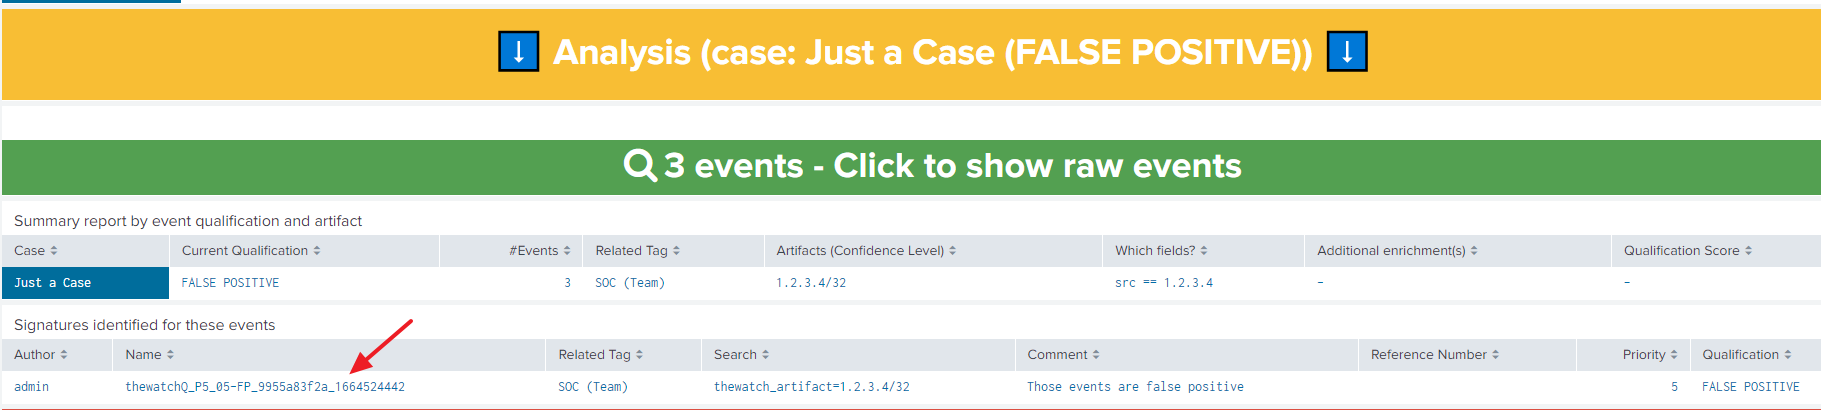 ↓ Analysis (case: Just a Case (FALSE POSITIVE)) ↓
3 events - Click to show raw events
Summary report by event qualification and artifact
Case Current Qualification #Events Related Tag Artifacts (Confidence Level) Which fields? Additional enrichment(s) Qualification Score
Just a Case FALSE POSITIVE 3 SOC (Team) 1.2.3.4/32 src == 1.2.3.4 - -
Signatures identified for these events
Author Name Related Tag Search Comment Reference Number Priority Qualification
admin thewatchQ_P5_05-FP_9955a83f2a_1664524442 SOC (Team) thewatch_artifact=1.2.3.4/32 Those events are false positive 5 FALSE POSITIVE